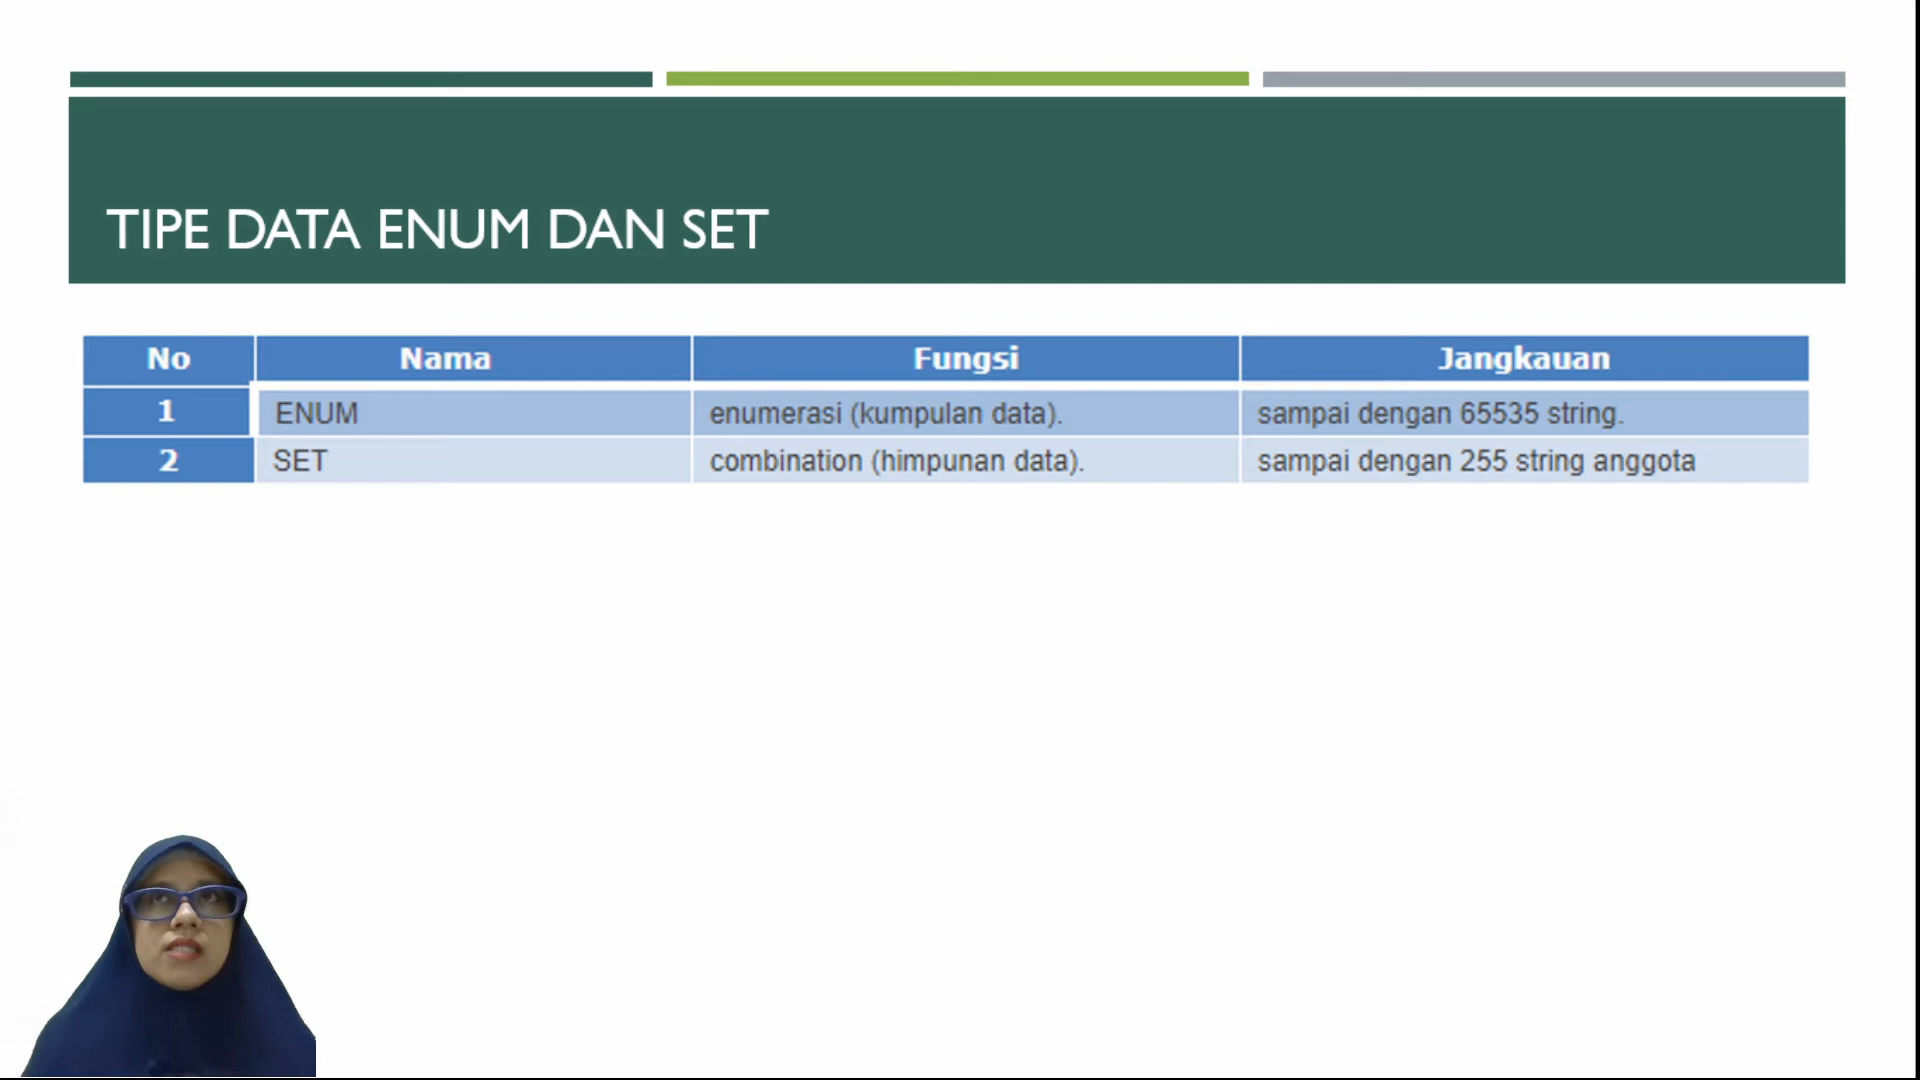 TIPE DATA ENUM DAN SET
No Nama Fungsi Jangkauan
1 ENUM enumerasi (kumpulan data). sampai dengan 65535 string.
2 SET combination (himpunan data). sampai dengan 255 string anggota